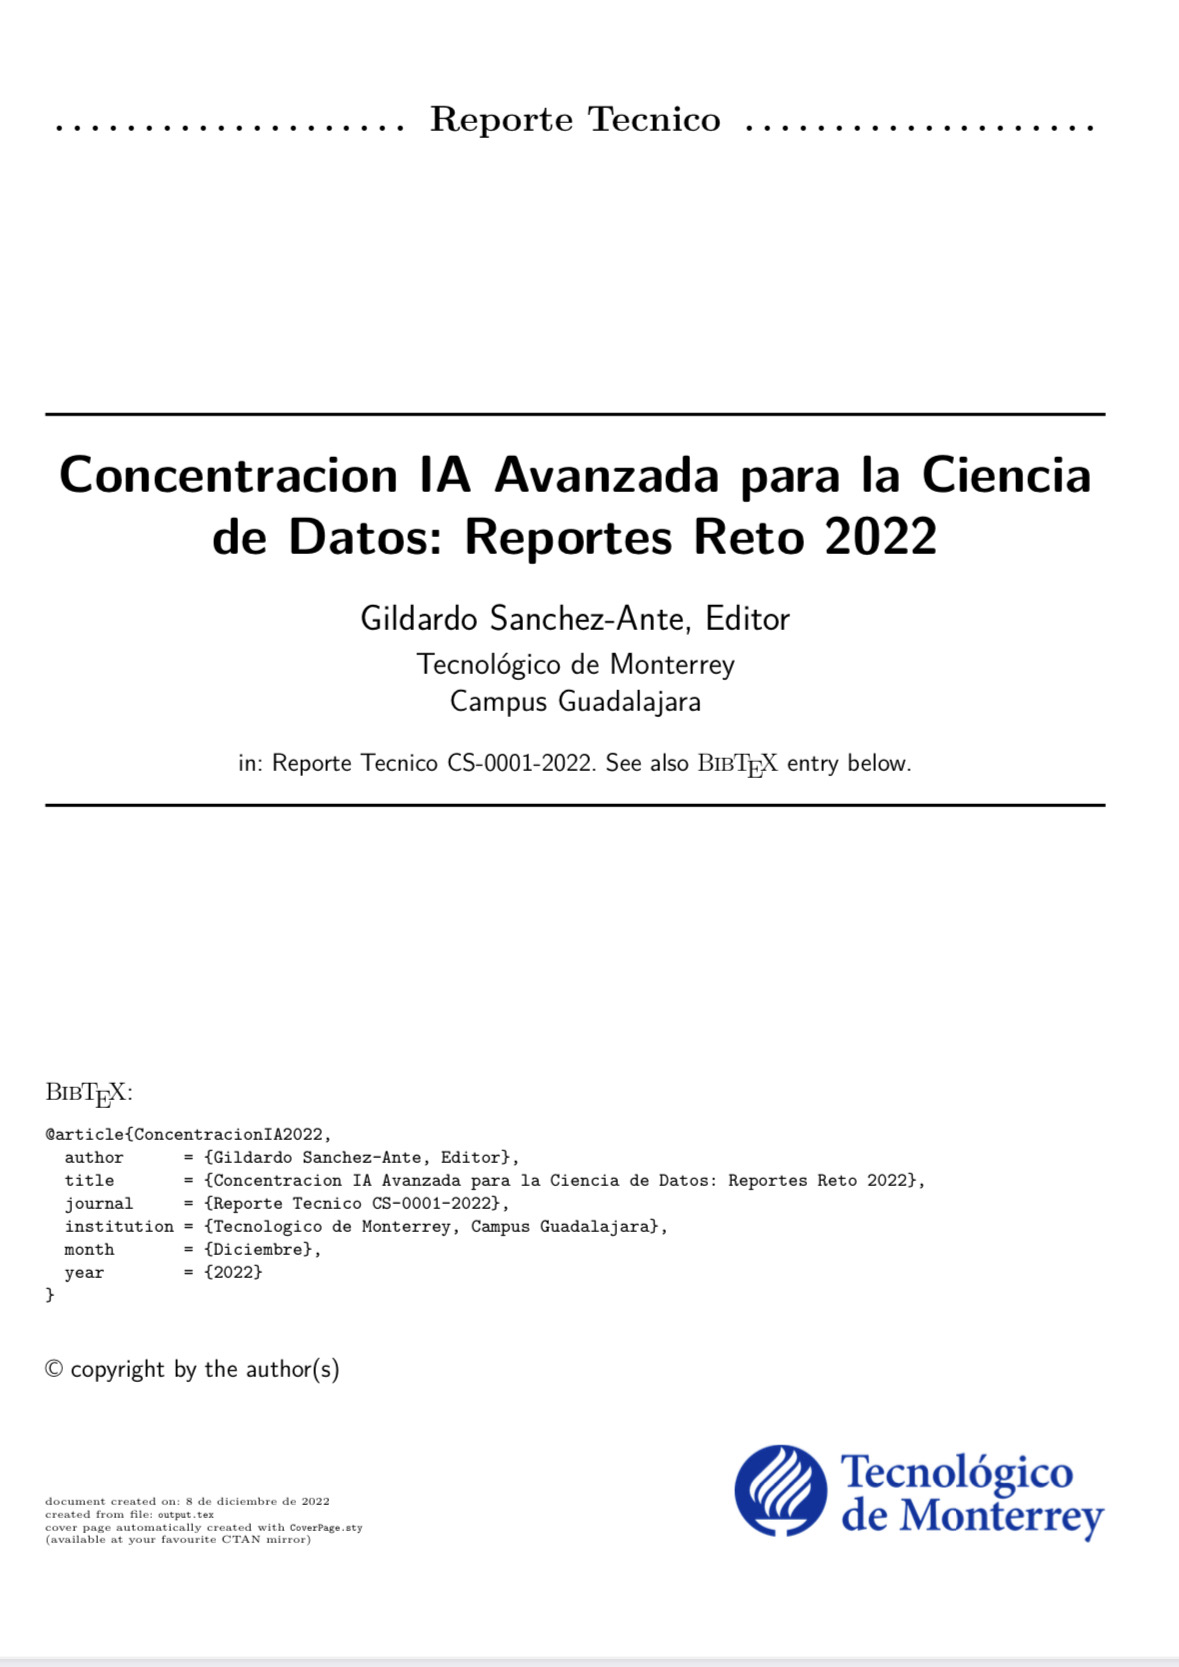 .................... Reporte Tecnico ....................
Concentracion IA Avanzada para la Ciencia
de Datos: Reportes Reto 2022
Gildardo Sanchez-Ante, Editor
Tecnológico de Monterrey
Campus Guadalajara
in: Reporte Tecnico CS-0001-2022. See also BIBTEX entry below.
BIBTEX:
@article{ConcentracionIA2022,
  author      = {Gildardo Sanchez-Ante, Editor},
  title       = {Concentracion IA Avanzada para la Ciencia de Datos: Reportes Reto 2022},
  journal     = {Reporte Tecnico CS-0001-2022},
  institution = {Tecnologico de Monterrey, Campus Guadalajara},
  month       = {Diciembre},
  year        = {2022}
}
© copyright by the author(s)
document created on: 8 de diciembre de 2022
created from file: output.tex
cover page automatically created with CoverPage.sty
(available at your favourite CTAN mirror)
Tecnológico
de Monterrey